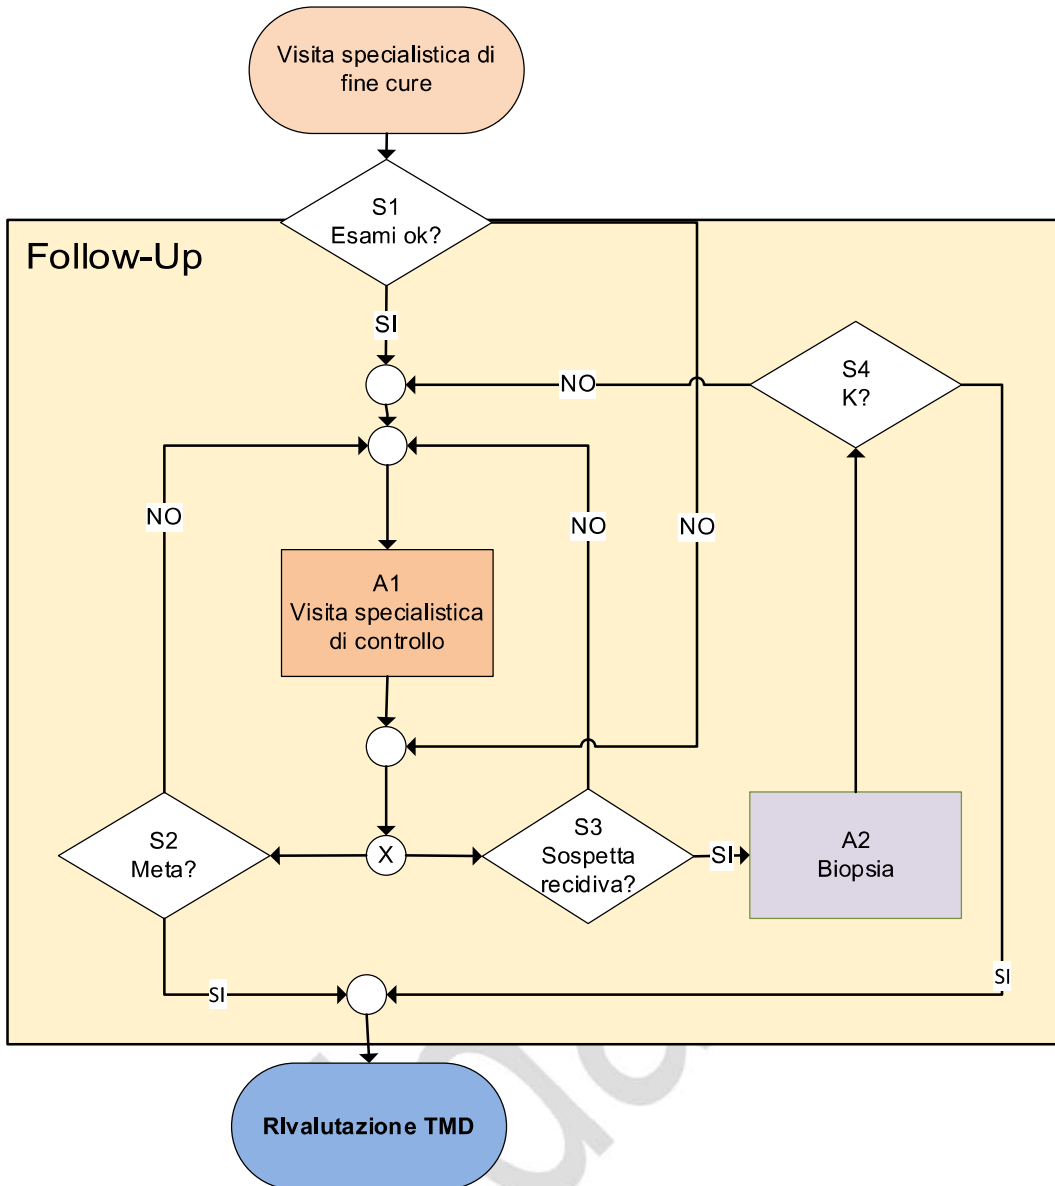 Visita specialistica di
fine cure
S1
Esami ok?
Follow-Up
SI
S4
K?
NO
NO
NO
NO
A1
Visita specialistica
di controllo
S2
Meta?
X
S3
Sospetta
recidiva?
SI
A2
Biopsia
SI
SI
RIvalutazione TMD